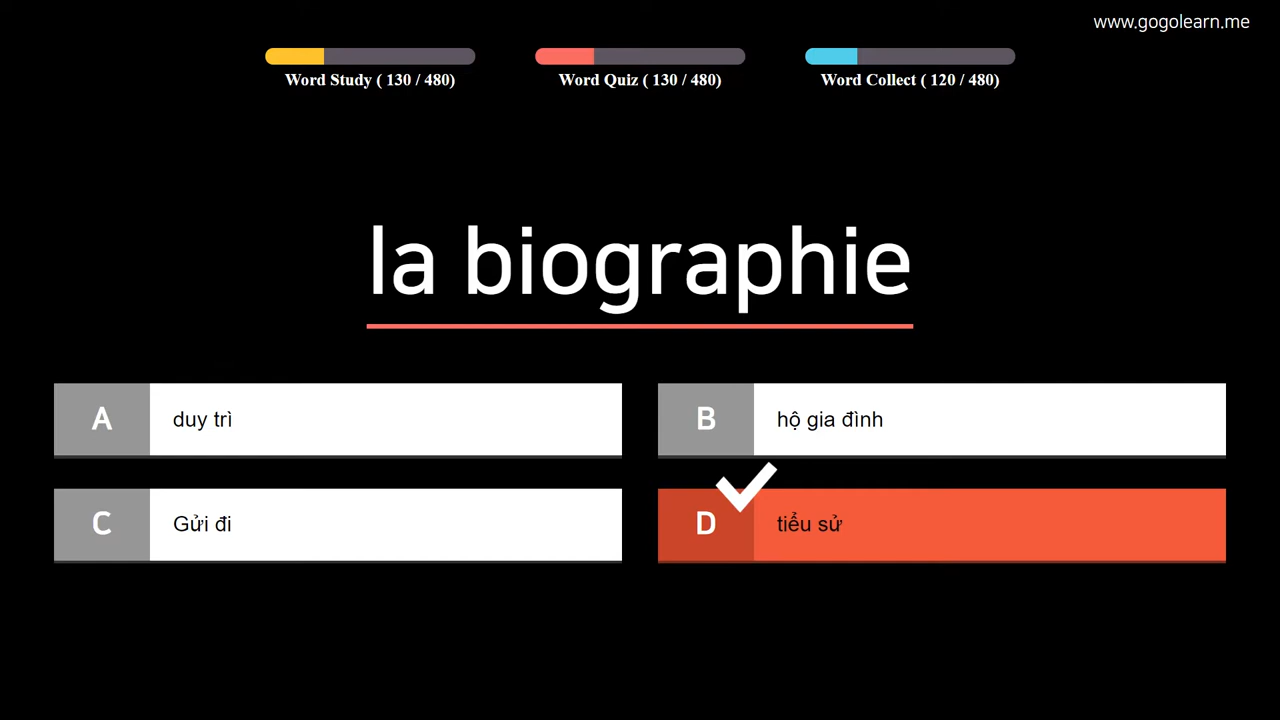 www.gogolearn.me
Word Study ( 130 / 480)
Word Quiz ( 130 / 480)
Word Collect ( 120 / 480)
la biographie
A duy trì
B hộ gia đình
C Gửi đi
D tiểu sử